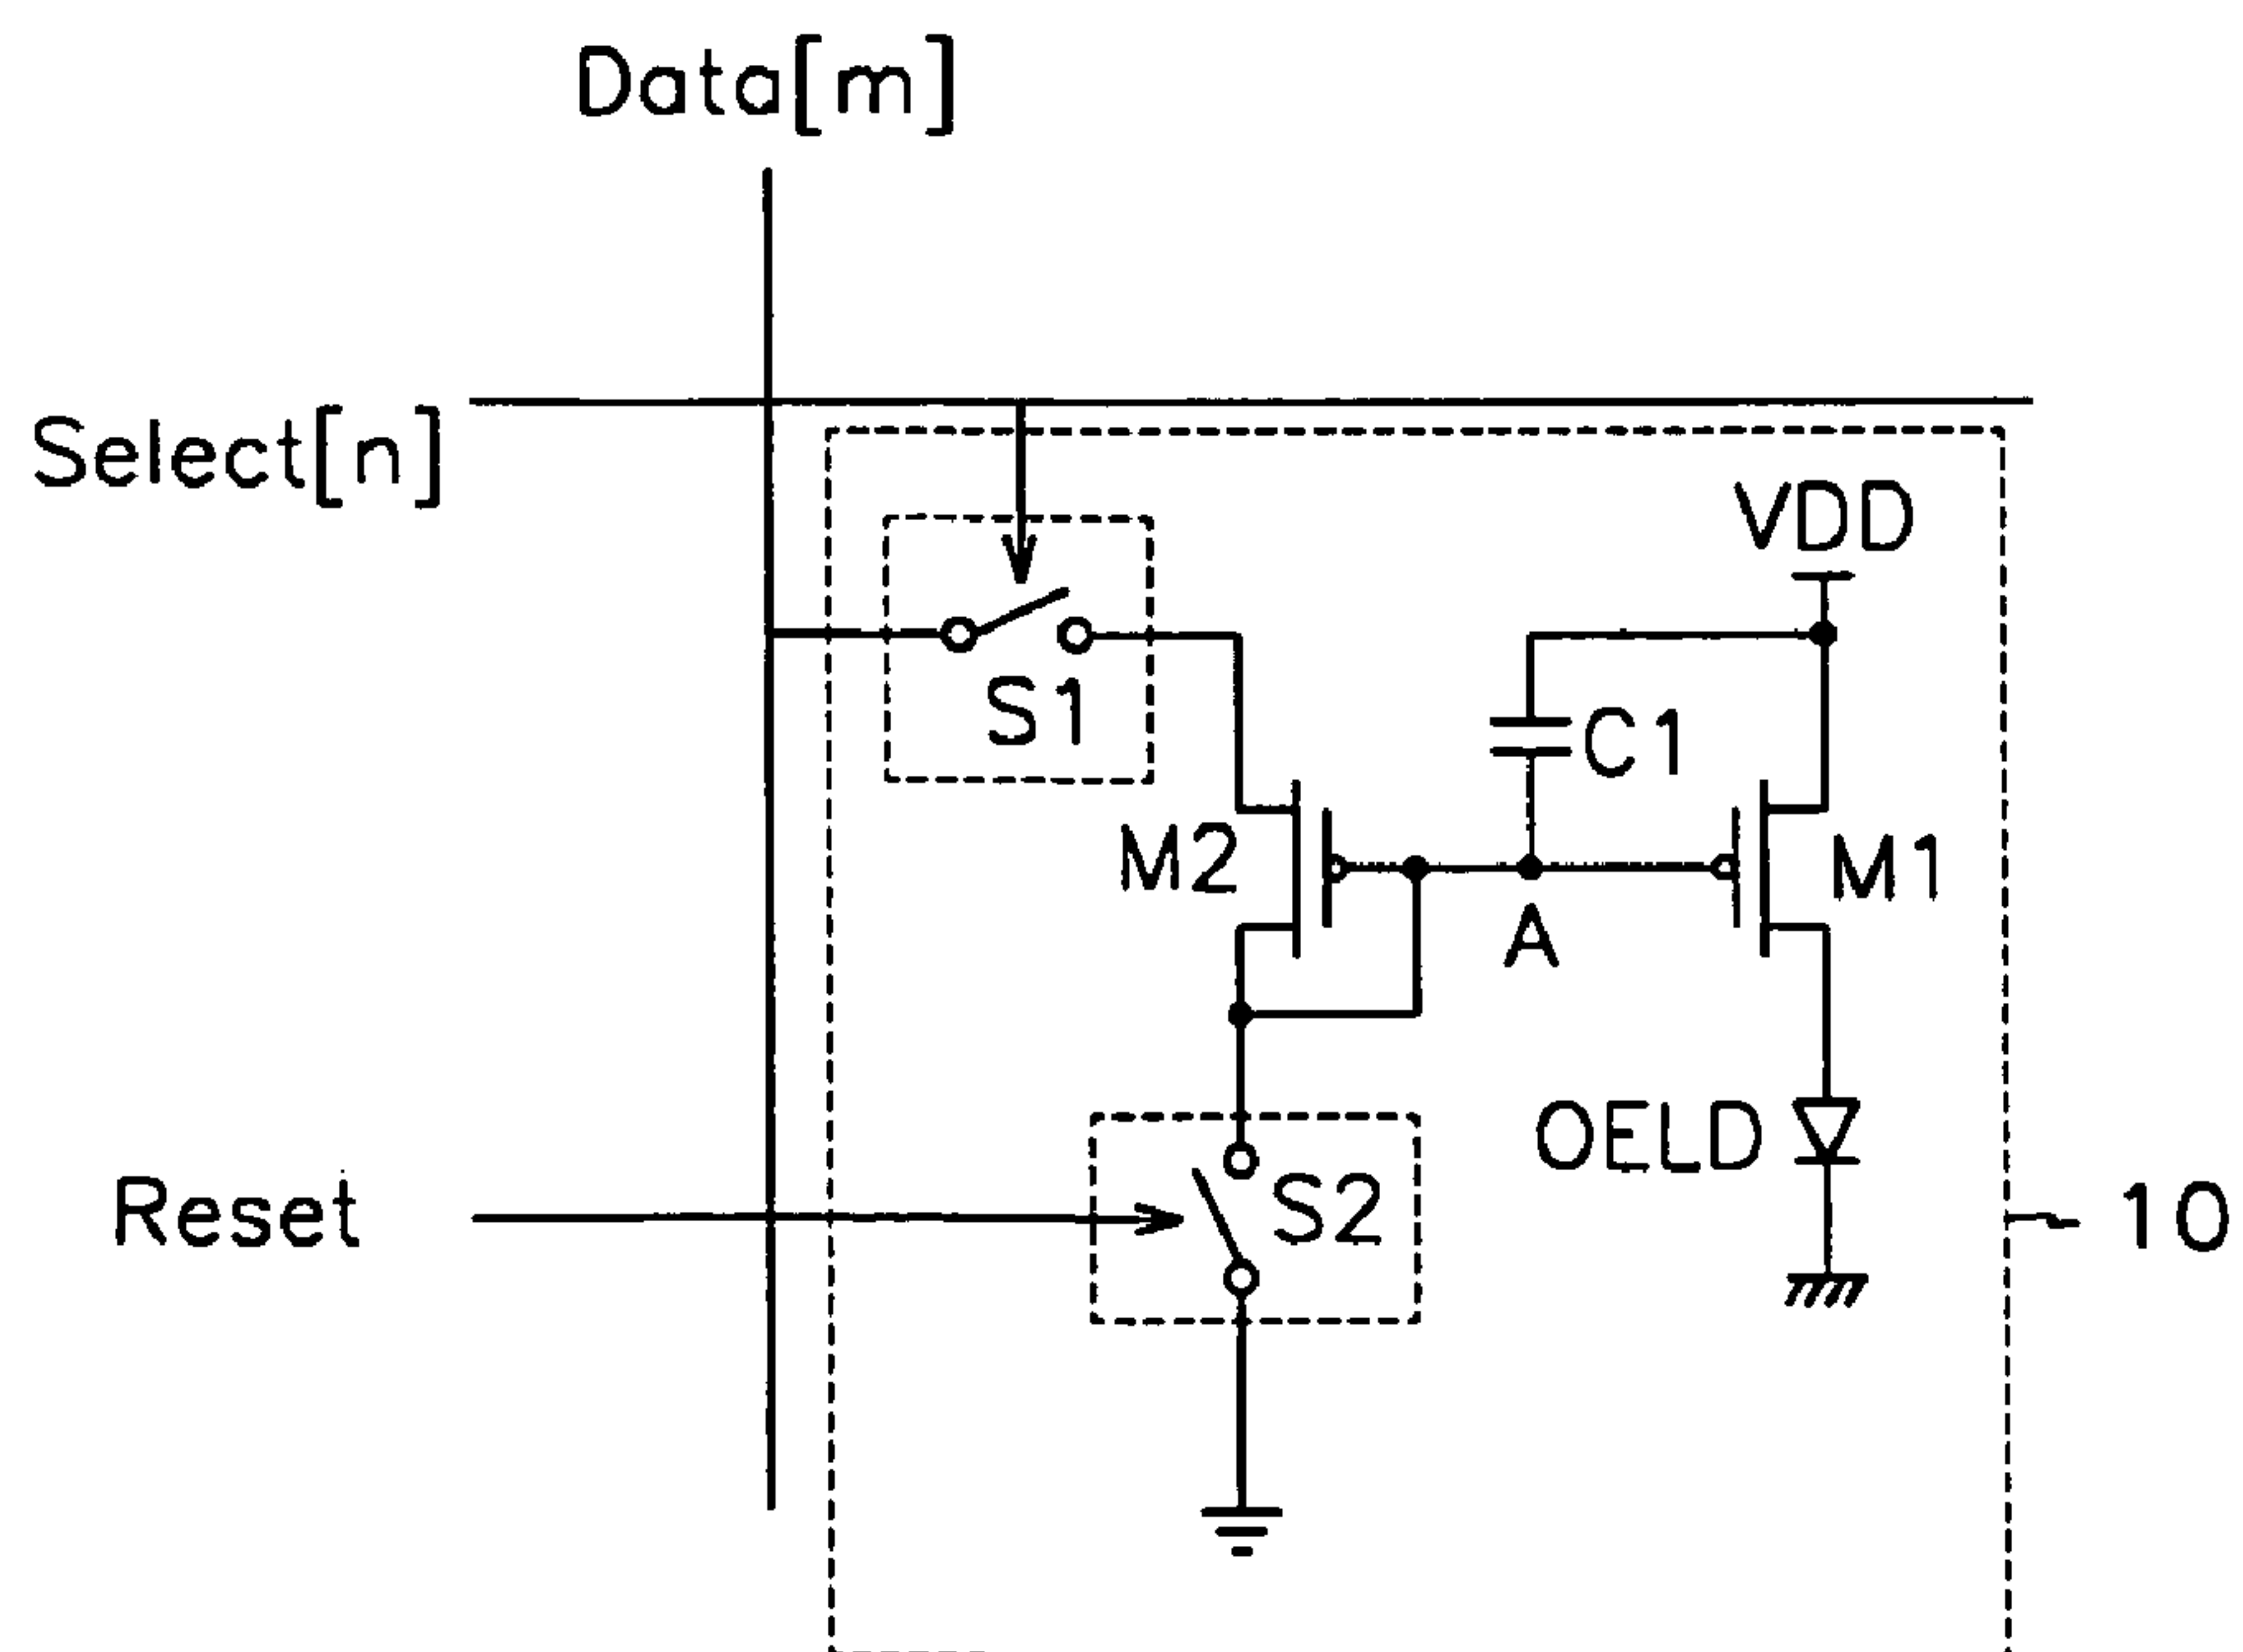 Data[m]
Select[n]
VDD
S1
C1
M2
M1
A
OELD
Reset
S2
10